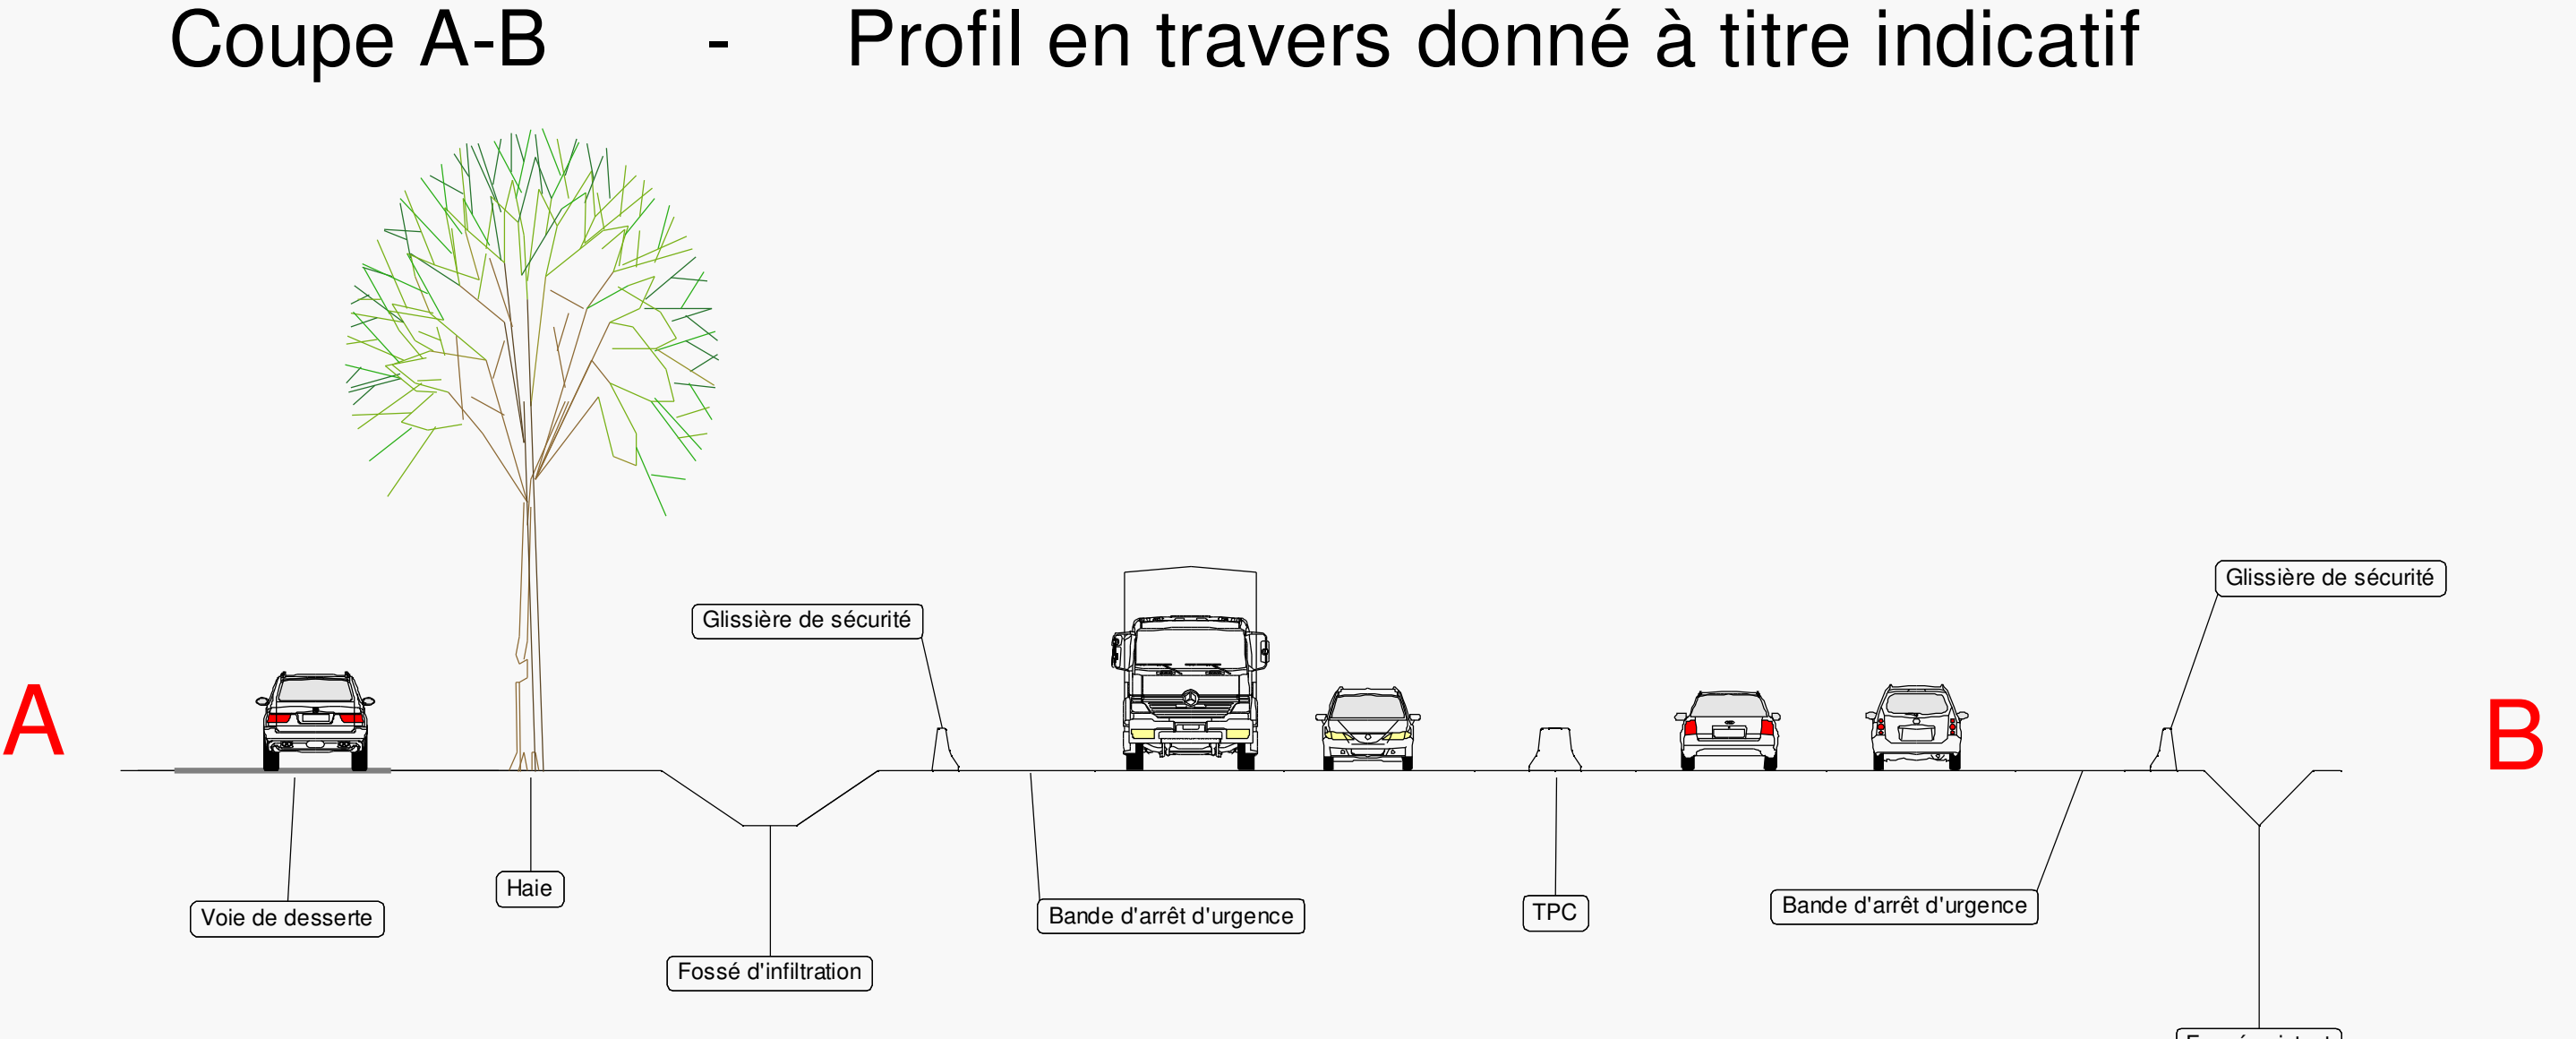 Coupe A-B - Profil en travers donné à titre indicatif
Glissière de sécurité
Glissière de sécurité
A
B
Haie
Voie de desserte
Bande d'arrêt d'urgence
TPC
Bande d'arrêt d'urgence
Fossé d'infiltration